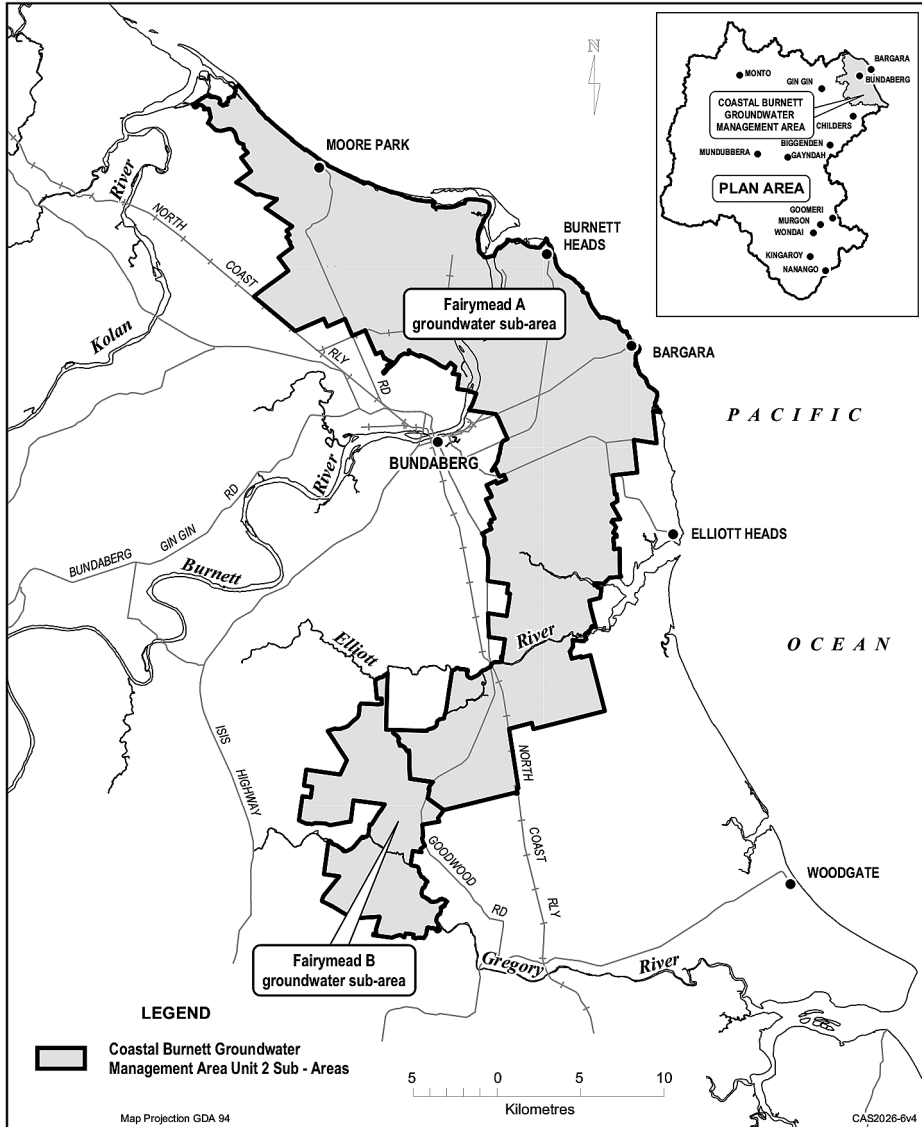 N
MOORE PARK
River
NORTH
COAST
RLY
RD
Kolan
BURNETT
HEADS
Fairymead A
groundwater sub-area
BARGARA
PACIFIC
BUNDABERG
River
RD
GIN GIN
BUNDABERG
Burnett
ELLIOTT HEADS
River
Elliott
OCEAN
ISIS
HIGHWAY
NORTH
COAST
RLY
GOODWOOD
RD
WOODGATE
Fairymead B
groundwater sub-area
Gregory
River
MONTO
GIN GIN
BARGARA
BUNDABERG
COASTAL BURNETT
GROUNDWATER
MANAGEMENT AREA
CHILDERS
BIGGENDEN
MUNDUBBERA
GAYNDAH
PLAN AREA
GOOMERI
MURGON
WONDAI
KINGAROY
NANANGO
LEGEND
Coastal Burnett Groundwater
Management Area Unit 2 Sub - Areas
5 0 5 10
Kilometres
Map Projection GDA 94
CAS2026-6v4